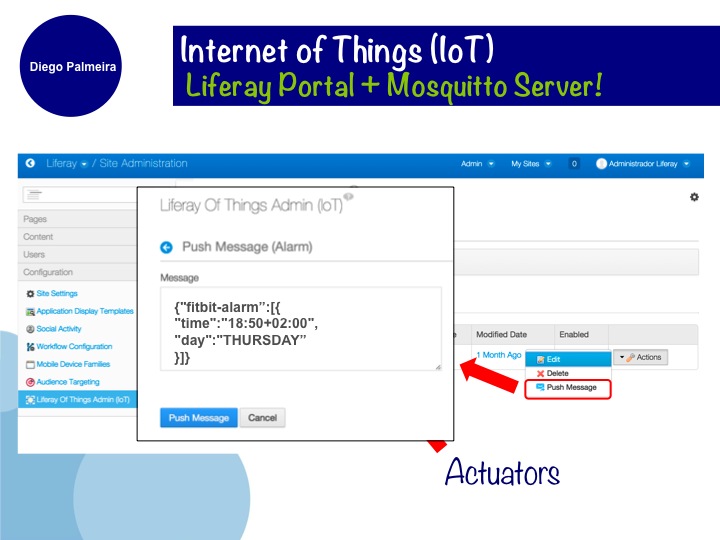 Diego Palmeira
Internet of Things (IoT)
Liferay Portal + Mosquitto Server!
Liferay / Site Administration
Admin
My Sites
0
Administrador Liferay
Pages
Content
Users
Configuration
Site Settings
Application Display Templates
Social Activity
Workflow Configuration
Mobile Device Families
Audience Targeting
Liferay Of Things Admin (IoT)
Liferay Of Things Admin (IoT)
Push Message (Alarm)
Message
{"fitbit-alarm”:[{
"time":"18:50+02:00",
"day":"THURSDAY”
}]}
Push Message
Cancel
Modified Date
Enabled
1 Month Ago
Edit
Actions
Delete
Push Message
Actuators